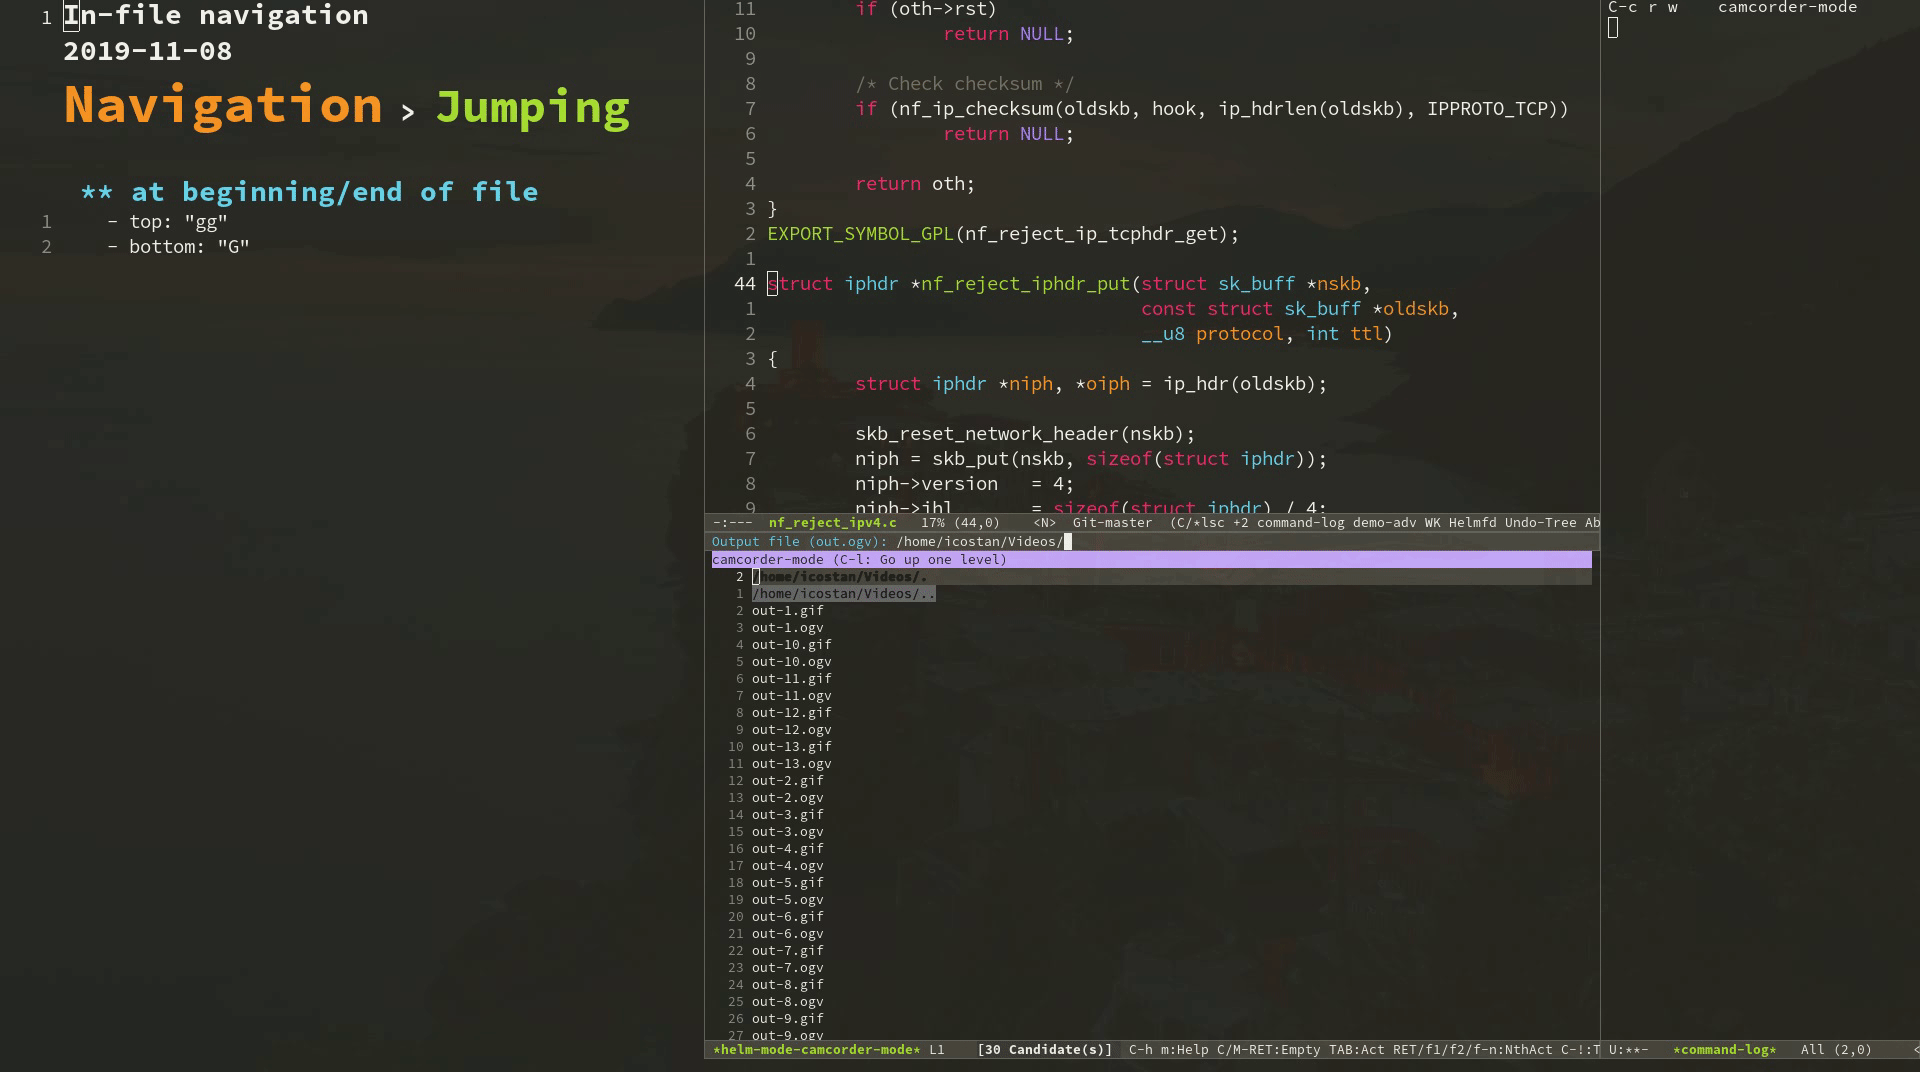 1 In-file navigation
2019-11-08
Navigation > Jumping
** at beginning/end of file
1 - top: "gg"
2 - bottom: "G"
11 if (oth->rst)
10 return NULL;
9
8 /* Check checksum */
7 if (nf_ip_checksum(oldskb, hook, ip_hdrlen(oldskb), IPPROTO_TCP))
6 return NULL;
5
4 return oth;
3 }
2 EXPORT_SYMBOL_GPL(nf_reject_ip_tcphdr_get);
1
44 struct iphdr *nf_reject_iphdr_put(struct sk_buff *nskb,
1 const struct sk_buff *oldskb,
2 __u8 protocol, int ttl)
3 {
4 struct iphdr *niph, *oiph = ip_hdr(oldskb);
5
6 skb_reset_network_header(nskb);
7 niph = skb_put(nskb, sizeof(struct iphdr));
8 niph->version = 4;
9 niph->ihl = sizeof(struct iphdr) / 4;
-:--- nf_reject_ipv4.c 17% (44,0) <N> Git-master (C/*lsc +2 command-log demo-adv WK Helmfd Undo-Tree Ab
Output file (out.ogv): /home/icostan/Videos/
camcorder-mode (C-l: Go up one level)
2 /home/icostan/Videos/.
1 /home/icostan/Videos/..
2 out-1.gif
3 out-1.ogv
4 out-10.gif
5 out-10.ogv
6 out-11.gif
7 out-11.ogv
8 out-12.gif
9 out-12.ogv
10 out-13.gif
11 out-13.ogv
12 out-2.gif
13 out-2.ogv
14 out-3.gif
15 out-3.ogv
16 out-4.gif
17 out-4.ogv
18 out-5.gif
19 out-5.ogv
20 out-6.gif
21 out-6.ogv
22 out-7.gif
23 out-7.ogv
24 out-8.gif
25 out-8.ogv
26 out-9.gif
27 out-9.ogv
*helm-mode-camcorder-mode* L1 [30 Candidate(s)] C-h m:Help C/M-RET:Empty TAB:Act RET/f1/f2/f-n:NthAct C-!:T
C-c r w camcorder-mode
U:**- *command-log* All (2,0) <